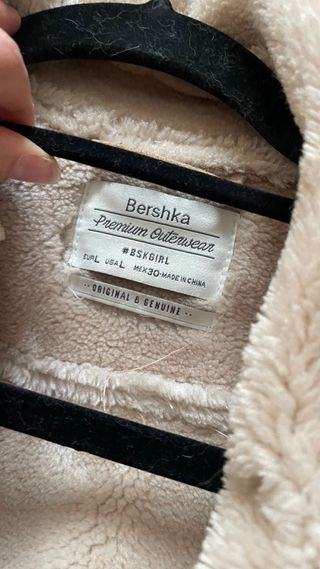 Bershka
Premium Outerwear
#BSKGIRL
EUR L USA L MEX 30-MADE IN CHINA
·· ORIGINAL & GENUINE ··